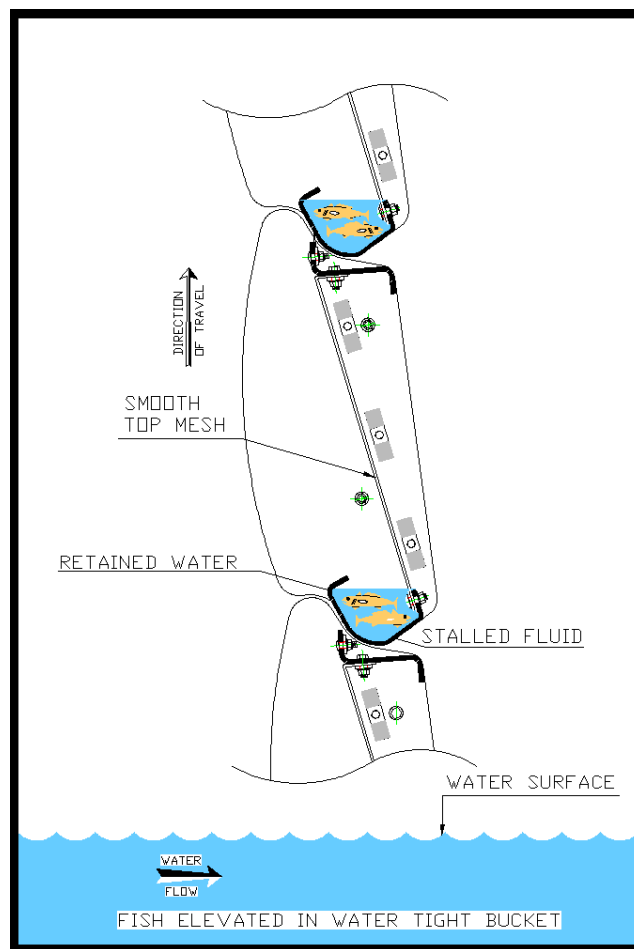 DIRECTION
OF TRAVEL
SMOOTH
TOP MESH
RETAINED WATER
STALLED FLUID
WATER SURFACE
WATER
FLOW
FISH ELEVATED IN WATER TIGHT BUCKET